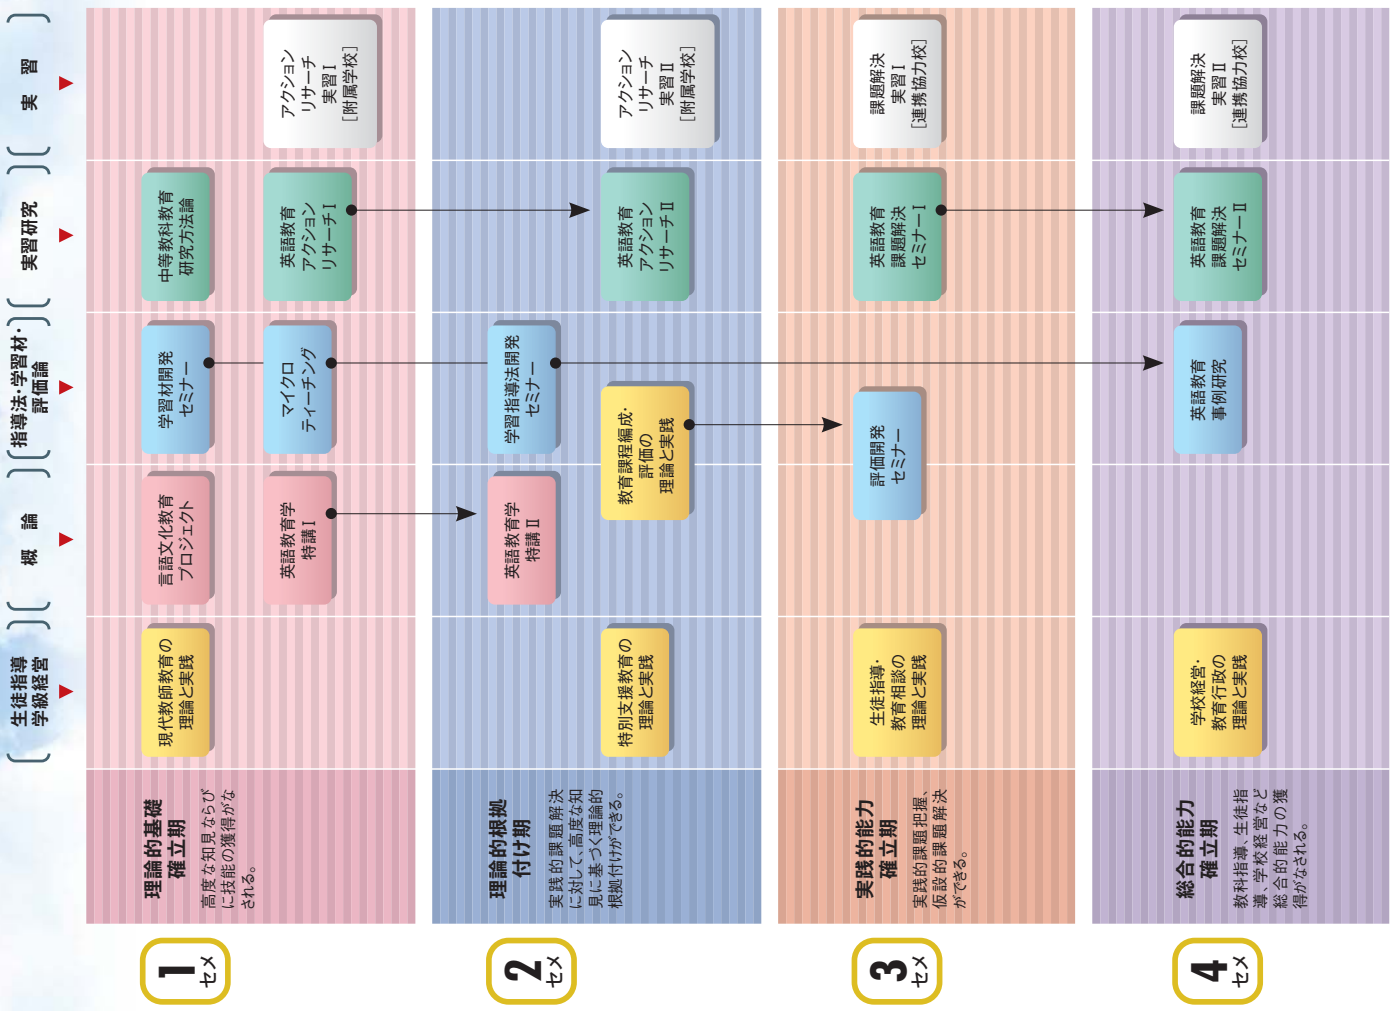 生徒指導
学級経営
概 論
指導法・学習材・
評価論
実習研究
実 習
1
セメ
理論的基礎
確立期
高度な知見ならび
に技能の獲得がな
される。
現代教師教育の
理論と実践
言語文化教育
プロジェクト
英語教育学
特講Ⅰ
学習材開発
セミナー
マイクロ
ティーチング
中等教科教育
研究方法論
英語教育
アクション
リサーチⅠ
アクション
リサーチ
実習Ⅰ
［附属学校］
2
セメ
理論的根拠
付け期
実践的課題解決
に対して、高度な知
見に基づく理論的
根拠付けができる。
特別支援教育の
理論と実践
英語教育学
特講Ⅱ
学習指導法開発
セミナー
教育課程編成・
評価の
理論と実践
英語教育
アクション
リサーチⅡ
アクション
リサーチ
実習Ⅱ
［附属学校］
3
セメ
実践的能力
確立期
実践的課題把握、
仮設的課題解決
ができる。
生徒指導・
教育相談の
理論と実践
評価開発
セミナー
英語教育
課題解決
セミナーⅠ
課題解決
実習Ⅰ
［連携協力校］
4
セメ
総合的能力
確立期
教科指導、生徒指
導、学校経営など
総合的能力の獲
得がなされる。
学校経営・
教育行政の
理論と実践
英語教育
事例研究
英語教育
課題解決
セミナーⅡ
課題解決
実習Ⅱ
［連携協力校］